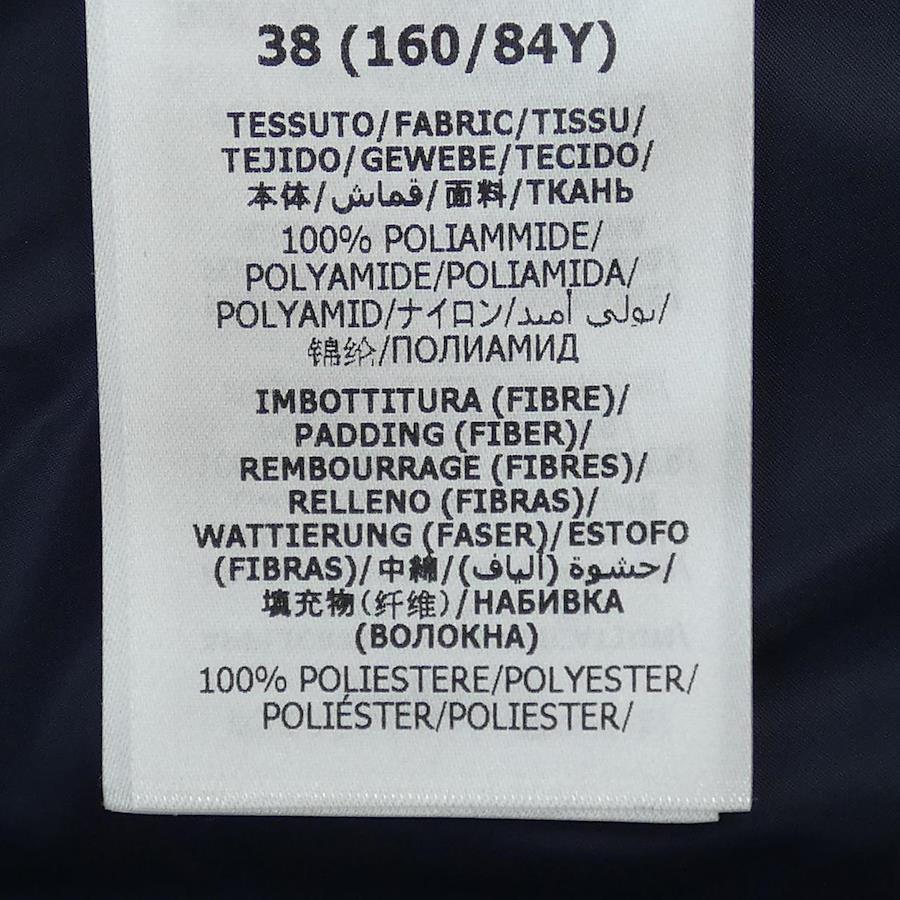 38 (160/84Y)
TESSUTO/FABRIC/TISSU/
TEJIDO/GEWEBE/TECIDO/
本体/قماش/面料/ТКАНЬ
100% POLIAMMIDE/
POLYAMIDE/POLIAMIDA/
POLYAMID/ナイロン/بولي أميد/
锦纶/ПОЛИАМИД
IMBOTTITURA (FIBRE)/
PADDING (FIBER)/
REMBOURRAGE (FIBRES)/
RELLENO (FIBRAS)/
WATTIERUNG (FASER)/ESTOFO
(FIBRAS)/中綿/حشوة (ألياف)/
填充物(纤维)/НАБИВКА
(ВОЛОКНА)
100% POLIESTERE/POLYESTER/
POLIÉSTER/POLIESTER/